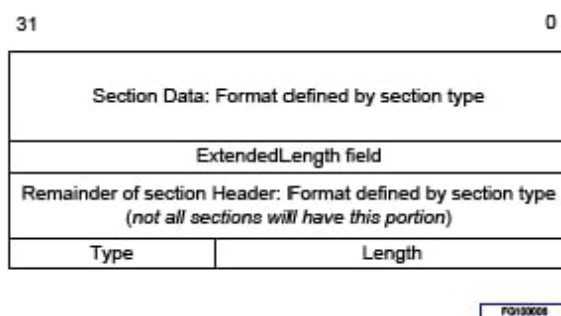 31 0
Section Data: Format defined by section type
ExtendedLength field
Remainder of section Header: Format defined by section type
(not all sections will have this portion)
Type Length